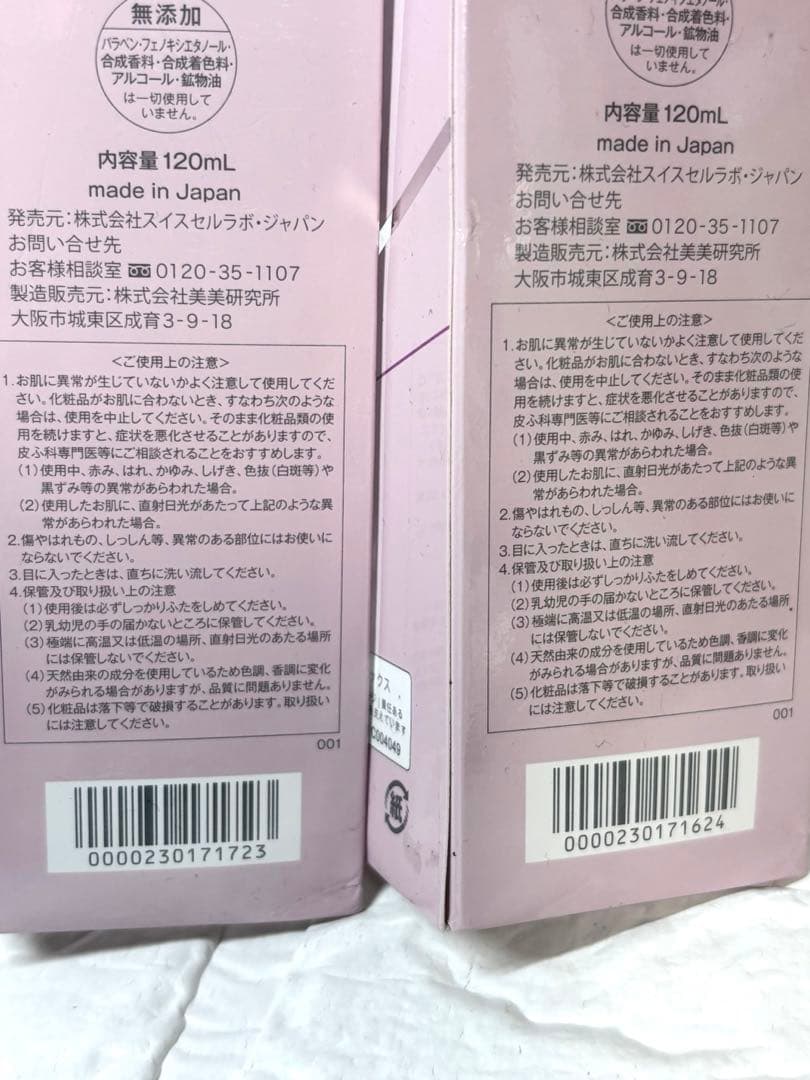 無添加
パラベン・フェノキシエタノール・
合成香料・合成着色料・
アルコール・鉱物油
は一切使用して
いません。
内容量 120mL
made in Japan
発売元：株式会社スイスセルラボ・ジャパン
お問い合せ先
お客様相談室 0120-35-1107
製造販売元：株式会社美美研究所
大阪市城東区成育3-9-18
＜ご使用上の注意＞
1.お肌に異常が生じていないかよく注意して使用してくだ
さい。化粧品がお肌に合わないとき、すなわち次のような
場合は、使用を中止してください。そのまま化粧品類の使
用を続けますと、症状を悪化させることがありますので、
皮ふ科専門医等にご相談されることをおすすめします。
(1)使用中、赤み、はれ、かゆみ、しげき、色抜(白斑等)や
黒ずみ等の異常があらわれた場合。
(2)使用したお肌に、直射日光があたって上記のような異
常があらわれた場合。
2.傷やはれもの、しっしん等、異常のある部位にはお使いに
ならないでください。
3.目に入ったときは、直ちに洗い流してください。
4.保管及び取り扱い上の注意
(1)使用後は必ずしっかりふたをしめてください。
(2)乳幼児の手の届かないところに保管してください。
(3)極端に高温又は低温の場所、直射日光のあたる場所
には保管しないでください。
(4)天然由来の成分を使用しているため色調、香調に変化
がみられる場合がありますが、品質に問題ありません。
(5)化粧品は落下等で破損することがあります。取り扱い
には注意してください。
001
0000230171723
ックス
責任ある
支えています
C004049
紙
合成香料・合成着色料・
アルコール・鉱物油
は一切使用して
いません。
内容量 120mL
made in Japan
発売元：株式会社スイスセルラボ・ジャパン
お問い合せ先
お客様相談室 0120-35-1107
製造販売元：株式会社美美研究所
大阪市城東区成育3-9-18
＜ご使用上の注意＞
1.お肌に異常が生じていないかよく注意して使用してくだ
さい。化粧品がお肌に合わないとき、すなわち次のような
場合は、使用を中止してください。そのまま化粧品類の使
用を続けますと、症状を悪化させることがありますので、
皮ふ科専門医等にご相談されることをおすすめします。
(1)使用中、赤み、はれ、かゆみ、しげき、色抜(白斑等)や
黒ずみ等の異常があらわれた場合。
(2)使用したお肌に、直射日光があたって上記のような異
常があらわれた場合。
2.傷やはれもの、しっしん等、異常のある部位にはお使いに
ならないでください。
3.目に入ったときは、直ちに洗い流してください。
4.保管及び取り扱い上の注意
(1)使用後は必ずしっかりふたをしめてください。
(2)乳幼児の手の届かないところに保管してください。
(3)極端に高温又は低温の場所、直射日光のあたる場所
には保管しないでください。
(4)天然由来の成分を使用しているため色調、香調に変化
がみられる場合がありますが、品質に問題ありません。
(5)化粧品は落下等で破損することがあります。取り扱い
には注意してください。
001
0000230171624